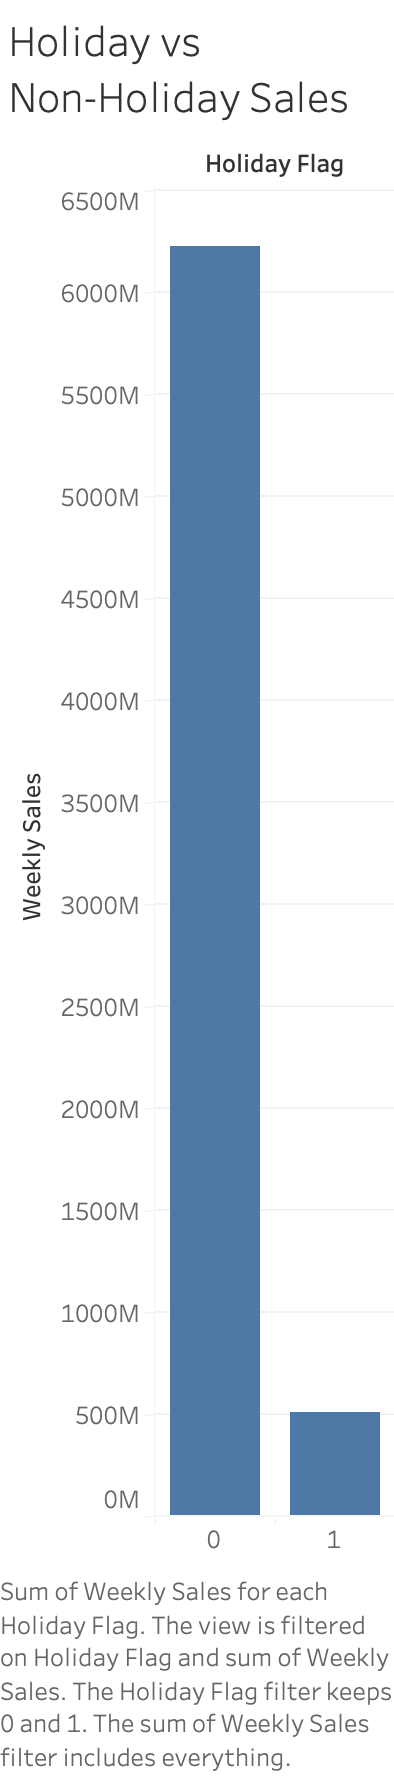 Holiday vs
Non-Holiday Sales
Holiday Flag
6500M
6000M
5500M
5000M
4500M
4000M
3500M
3000M
2500M
2000M
1500M
1000M
500M
0M
Weekly Sales
0 1
Sum of Weekly Sales for each
Holiday Flag. The view is filtered
on Holiday Flag and sum of Weekly
Sales. The Holiday Flag filter keeps
0 and 1. The sum of Weekly Sales
filter includes everything.